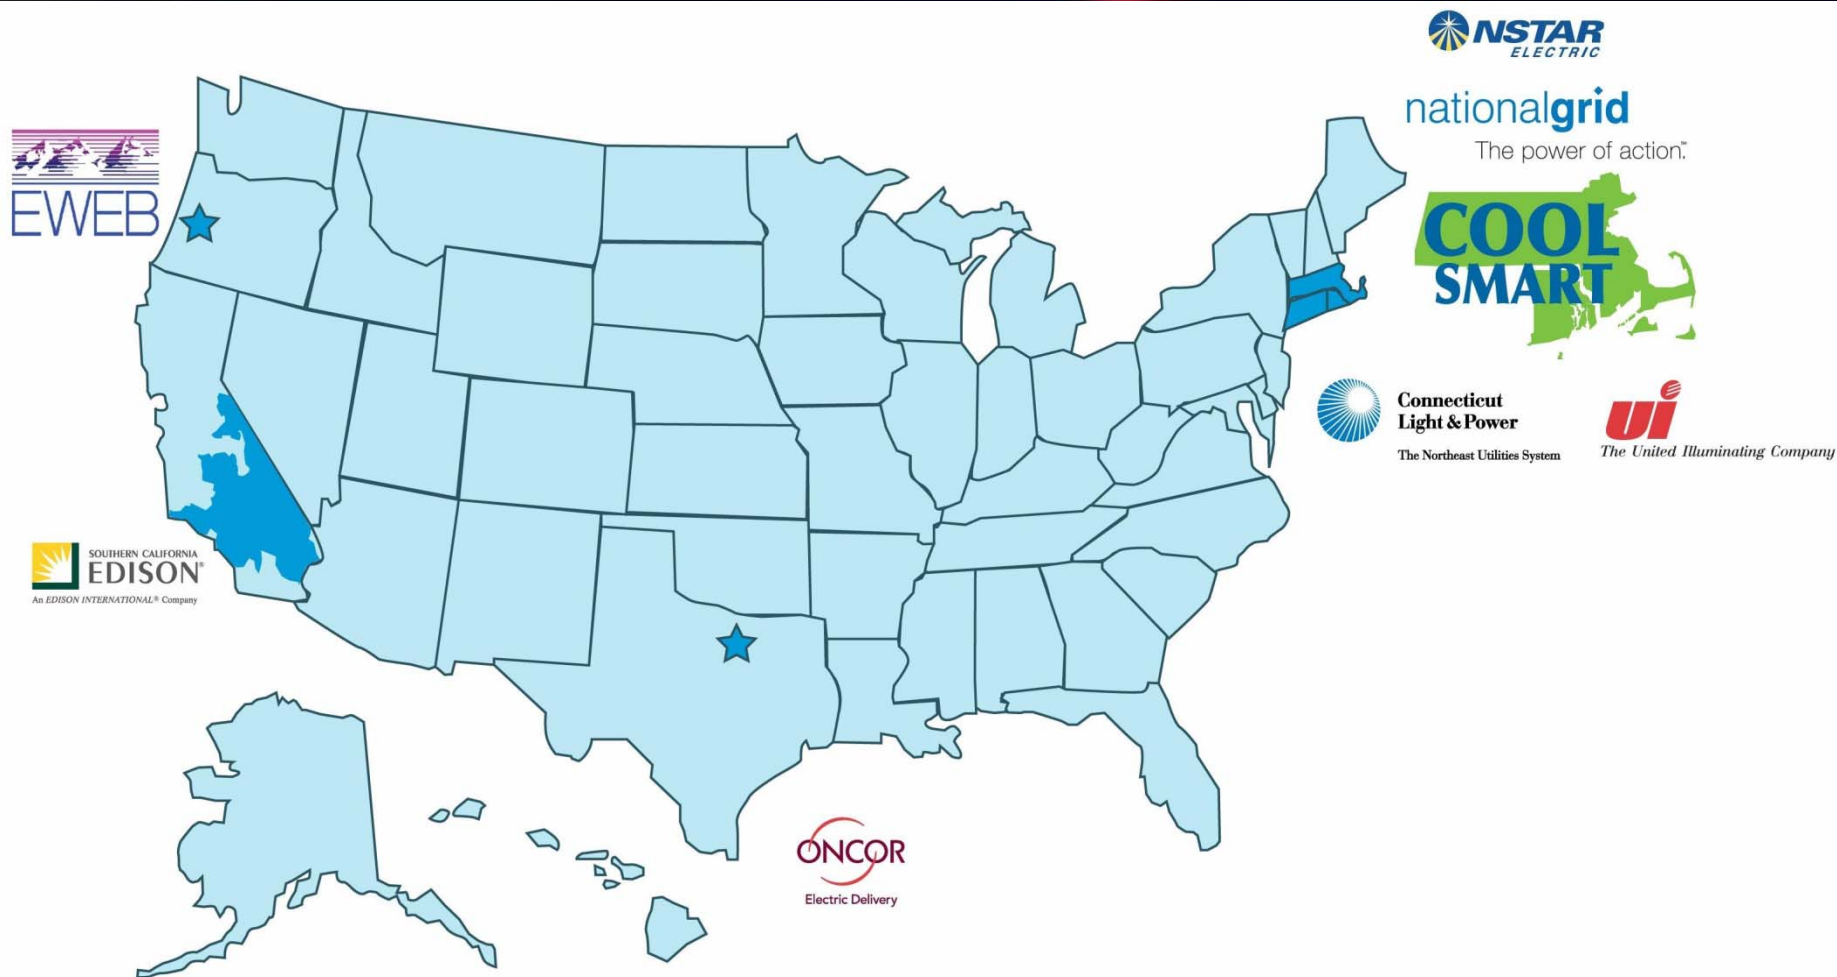 NSTAR
ELECTRIC
nationalgrid
The power of action.™
EWEB
COOL
SMART
Connecticut
Light & Power
The Northeast Utilities System
ui
The United Illuminating Company
SOUTHERN CALIFORNIA
EDISON®
An EDISON INTERNATIONAL® Company
ONCOR
Electric Delivery